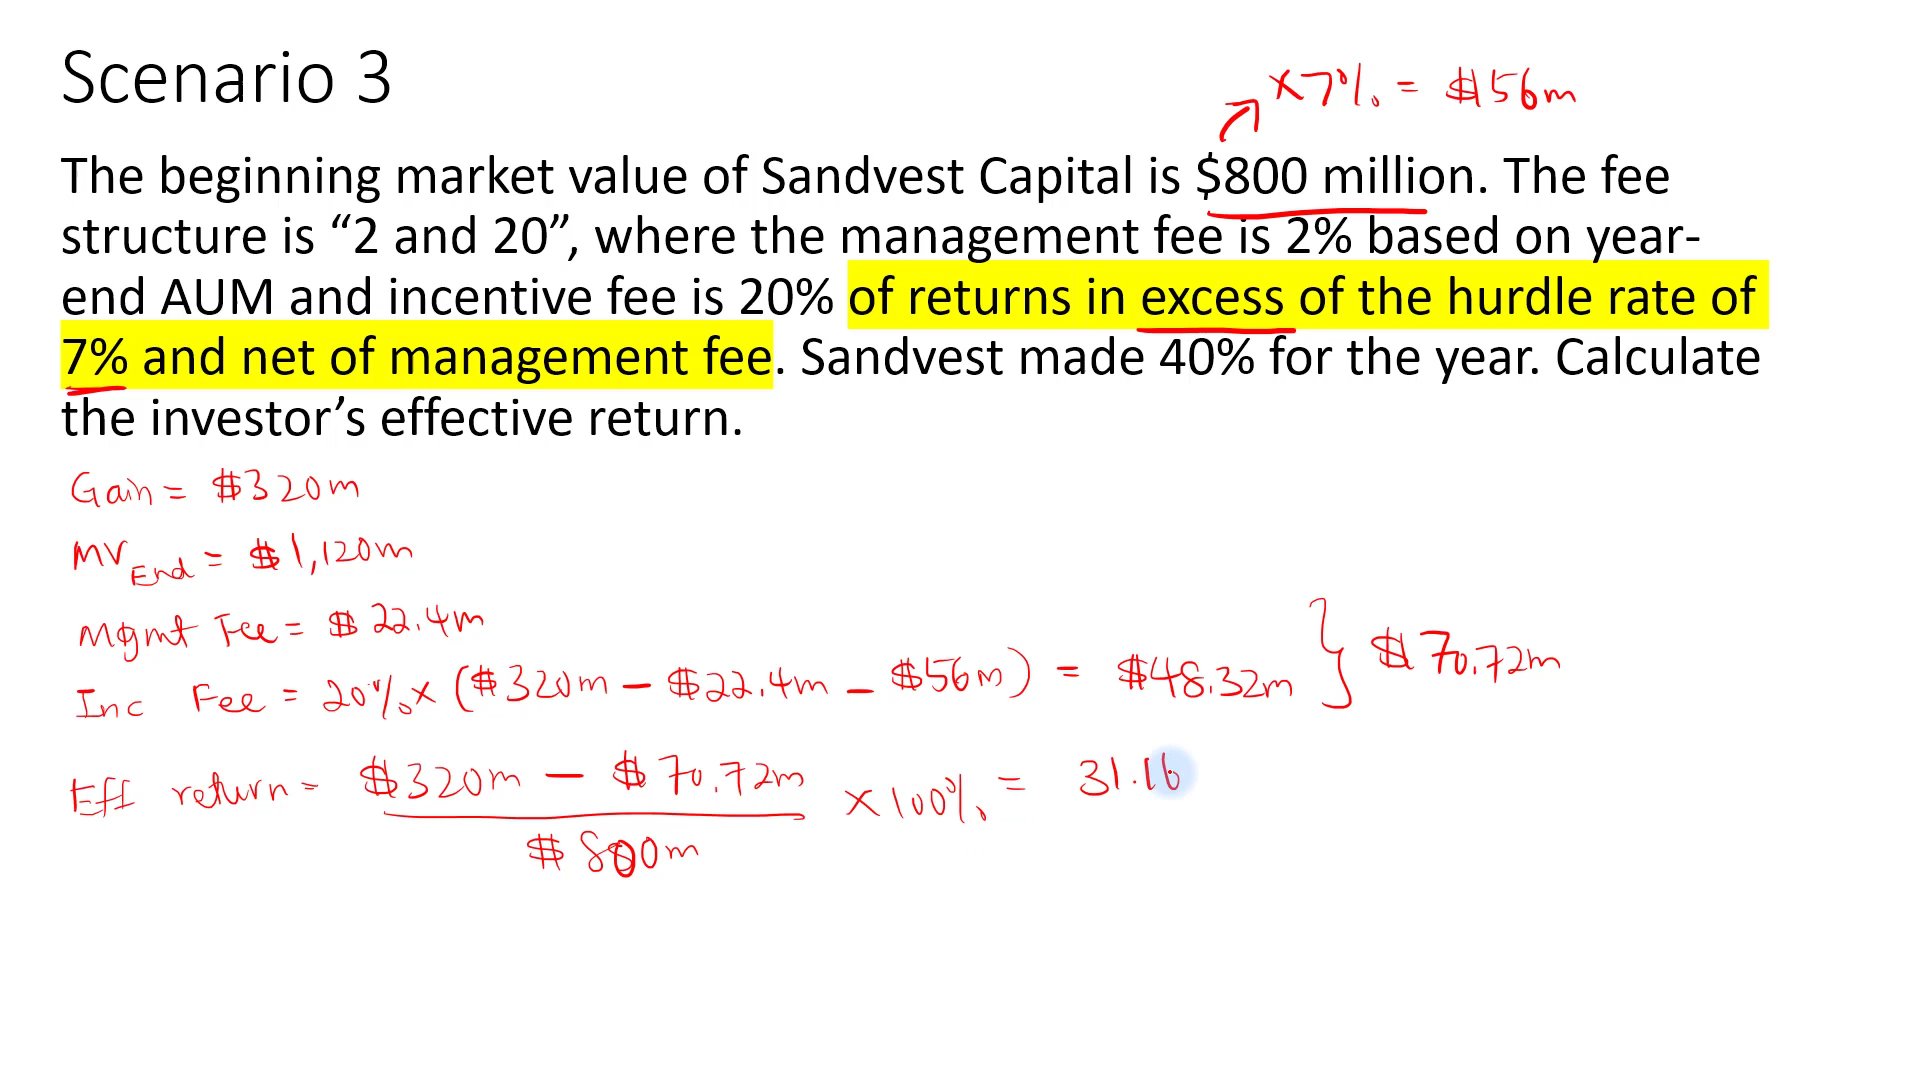 Scenario 3
×7% = $56m
The beginning market value of Sandvest Capital is $800 million. The fee
structure is “2 and 20”, where the management fee is 2% based on year-
end AUM and incentive fee is 20% of returns in excess of the hurdle rate of
7% and net of management fee. Sandvest made 40% for the year. Calculate
the investor’s effective return.
Gain = $320m
MV End = $1,120m
Mgmt Fee = $22.4m
Inc Fee = 20% × ($320m - $22.4m - $56m) = $48.32m } $70.72m
Eff return = $320m - $70.72m ×100% = 31.16
$800m